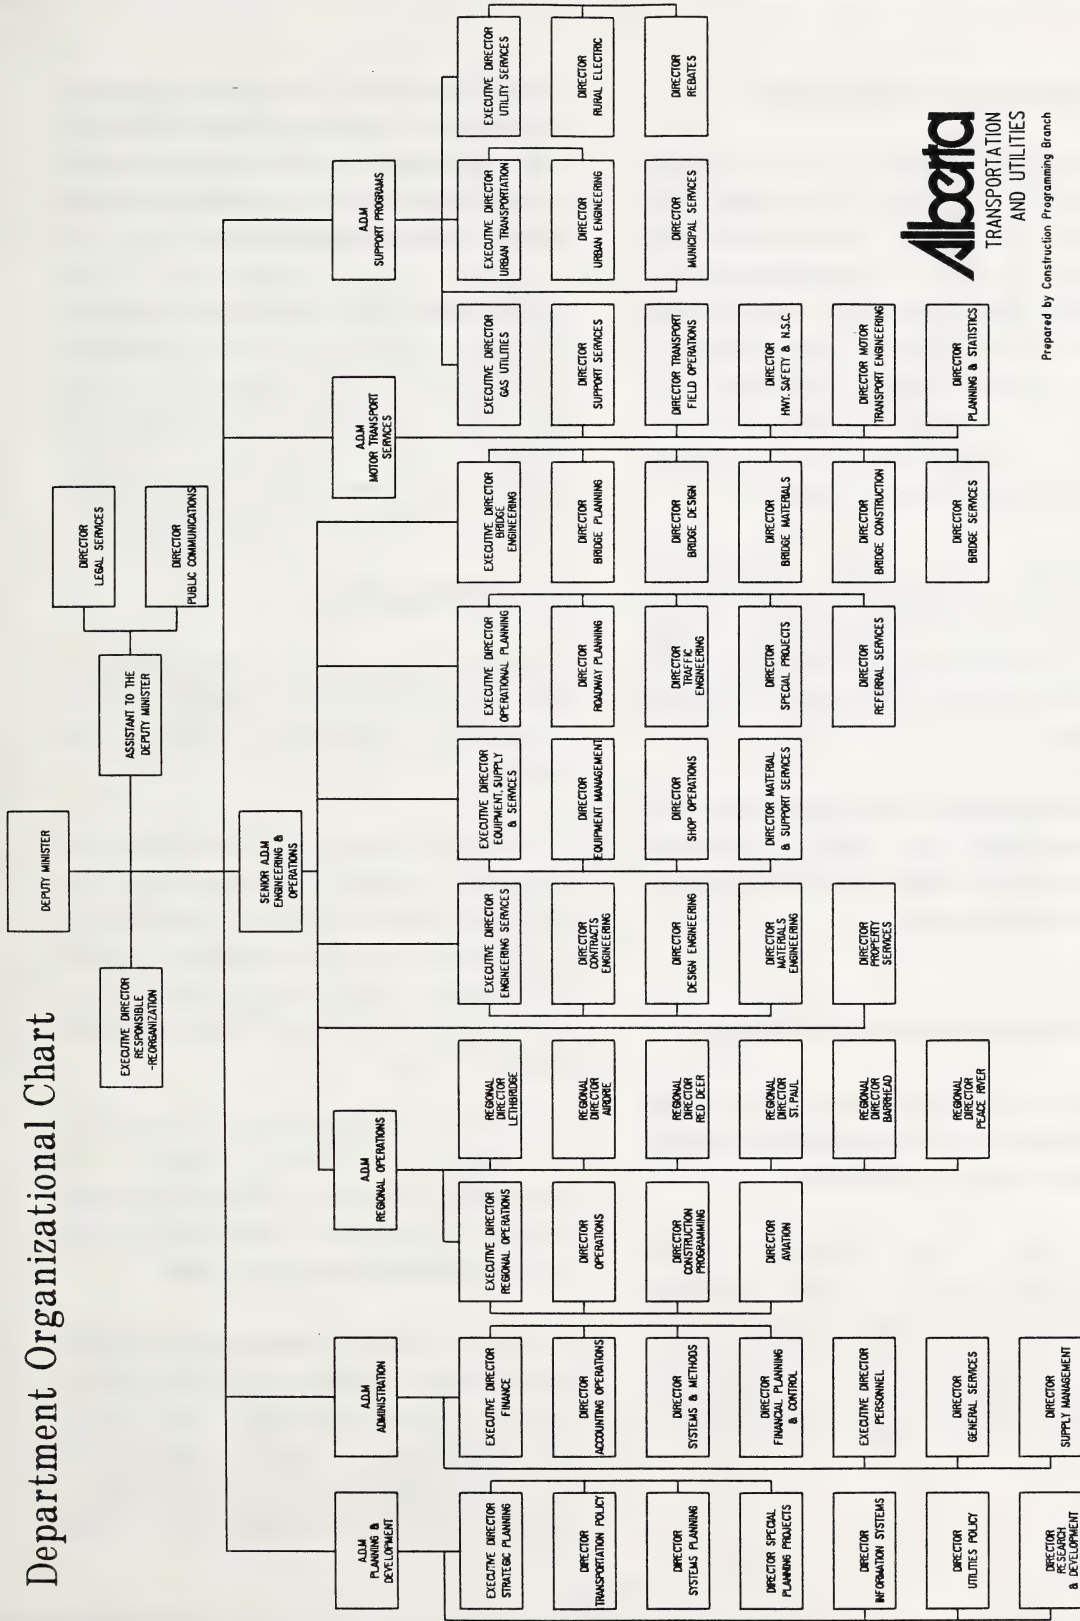 Department Organizational Chart
DEPUTY MINISTER
EXECUTIVE DIRECTOR
RESPONSIBLE
-REORGANIZATION
ASSISTANT TO THE
DEPUTY MINISTER
DIRECTOR
LEGAL SERVICES
DIRECTOR
PUBLIC COMMUNICATIONS
SENIOR A.D.M
ENGINEERING &
OPERATIONS
A.D.M
PLANNING &
DEVELOPMENT
A.D.M
ADMINISTRATION
A.D.M
REGIONAL OPERATIONS
A.D.M
MOTOR TRANSPORT
SERVICES
A.D.M
SUPPORT PROGRAMS
EXECUTIVE DIRECTOR
STRATEGIC PLANNING
DIRECTOR
TRANSPORTATION POLICY
DIRECTOR
SYSTEMS PLANNING
DIRECTOR SPECIAL
PLANNING PROJECTS
DIRECTOR
INFORMATION SYSTEMS
DIRECTOR
UTILITIES POLICY
DIRECTOR
RESEARCH
& DEVELOPMENT
EXECUTIVE DIRECTOR
FINANCE
DIRECTOR
ACCOUNTING OPERATIONS
DIRECTOR
SYSTEMS & METHODS
DIRECTOR
FINANCIAL PLANNING
& CONTROL
EXECUTIVE DIRECTOR
PERSONNEL
DIRECTOR
GENERAL SERVICES
DIRECTOR
SUPPLY MANAGEMENT
EXECUTIVE DIRECTOR
REGIONAL OPERATIONS
DIRECTOR
OPERATIONS
DIRECTOR
CONSTRUCTION
PROGRAMMING
DIRECTOR
AVIATION
REGIONAL
DIRECTOR
LETHBRIDGE
REGIONAL
DIRECTOR
AIRDRIE
REGIONAL
DIRECTOR
RED DEER
REGIONAL
DIRECTOR
ST. PAUL
REGIONAL
DIRECTOR
BARRHEAD
REGIONAL
DIRECTOR
PEACE RIVER
EXECUTIVE DIRECTOR
ENGINEERING SERVICES
DIRECTOR
CONTRACTS
ENGINEERING
DIRECTOR
DESIGN ENGINEERING
DIRECTOR
MATERIALS
ENGINEERING
DIRECTOR
PROPERTY
SERVICES
EXECUTIVE DIRECTOR
EQUIPMENT, SUPPLY
& SERVICES
DIRECTOR
EQUIPMENT MANAGEMENT
DIRECTOR
SHOP OPERATIONS
DIRECTOR MATERIAL
& SUPPORT SERVICES
EXECUTIVE DIRECTOR
OPERATIONAL PLANNING
DIRECTOR
ROADWAY PLANNING
DIRECTOR
TRAFFIC
ENGINEERING
DIRECTOR
SPECIAL PROJECTS
DIRECTOR
REFERRAL SERVICES
EXECUTIVE DIRECTOR
BRIDGE
ENGINEERING
DIRECTOR
BRIDGE PLANNING
DIRECTOR
BRIDGE DESIGN
DIRECTOR
BRIDGE MATERIALS
DIRECTOR
BRIDGE CONSTRUCTION
DIRECTOR
BRIDGE SERVICES
EXECUTIVE DIRECTOR
GAS UTILITIES
DIRECTOR
SUPPORT SERVICES
DIRECTOR TRANSPORT
FIELD OPERATIONS
DIRECTOR
HWY. SAFETY & N.S.C.
DIRECTOR MOTOR
TRANSPORT ENGINEERING
DIRECTOR
PLANNING & STATISTICS
EXECUTIVE DIRECTOR
URBAN TRANSPORTATION
DIRECTOR
URBAN ENGINEERING
DIRECTOR
MUNICIPAL SERVICES
EXECUTIVE DIRECTOR
UTILITY SERVICES
DIRECTOR
RURAL ELECTRIC
DIRECTOR
REBATES
Alberta
TRANSPORTATION
AND UTILITIES
Prepared by Construction Programming Branch